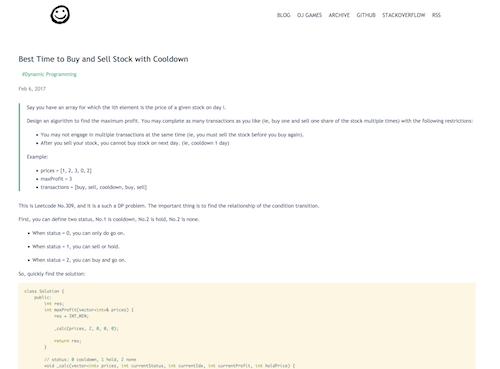 BLOG OJ GAMES ARCHIVE GITHUB STACKOVERFLOW RSS
Best Time to Buy and Sell Stock with Cooldown
#Dynamic Programming
Feb 6, 2017
Say you have an array for which the ith element is the price of a given stock on day i.
Design an algorithm to find the maximum profit. You may complete as many transactions as you like (ie, buy one and sell one share of the stock multiple times) with the following restrictions:
• You may not engage in multiple transactions at the same time (ie, you must sell the stock before you buy again).
• After you sell your stock, you cannot buy stock on next day. (ie, cooldown 1 day)
Example:
• prices = [1, 2, 3, 0, 2]
• maxProfit = 3
• transactions = [buy, sell, cooldown, buy, sell]
This is Leetcode No.309, and it is a such a DP problem. The important thing is to find the relationship of the condition transition.
First, you can define two status, No.1 is cooldown, No.2 is hold, No.2 is none.
• When status = 0, you can only do go on.
• When status = 1, you can sell or hold.
• When status = 2, you can buy and go on.
So, quickly find the solution:
class Solution {
public:
int res;
int maxProfit(vector<int>& prices) {
res = INT_MIN;
_calc(prices, 2, 0, 0, 0);
return res;
}
// status: 0 cooldown, 1 hold, 2 none
void _calc(vector<int> prices, int currentStatus, int currentIdx, int currentProfit, int holdPrice) {